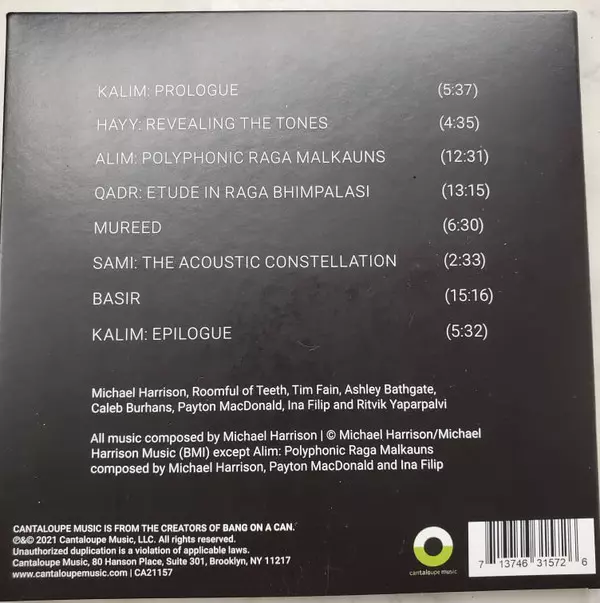 KALIM: PROLOGUE (5:37)
HAYY: REVEALING THE TONES (4:35)
ALIM: POLYPHONIC RAGA MALKAUNS (12:31)
QADR: ETUDE IN RAGA BHIMPALASI (13:15)
MUREED (6:30)
SAMI: THE ACOUSTIC CONSTELLATION (2:33)
BASIR (15:16)
KALIM: EPILOGUE (5:32)
Michael Harrison, Roomful of Teeth, Tim Fain, Ashley Bathgate,
Caleb Burhans, Payton MacDonald, Ina Filip and Ritvik Yaparpalvi
All music composed by Michael Harrison | © Michael Harrison/Michael
Harrison Music (BMI) except Alim: Polyphonic Raga Malkauns
composed by Michael Harrison, Payton MacDonald and Ina Filip
CANTALOUPE MUSIC IS FROM THE CREATORS OF BANG ON A CAN.
℗&© 2021 Cantaloupe Music, LLC. All rights reserved.
Unauthorized duplication is a violation of applicable laws.
Cantaloupe Music, 80 Hanson Place, Suite 301, Brooklyn, NY 11217
www.cantaloupemusic.com | CA21157
cantaloupe music
7 13746 31572 6